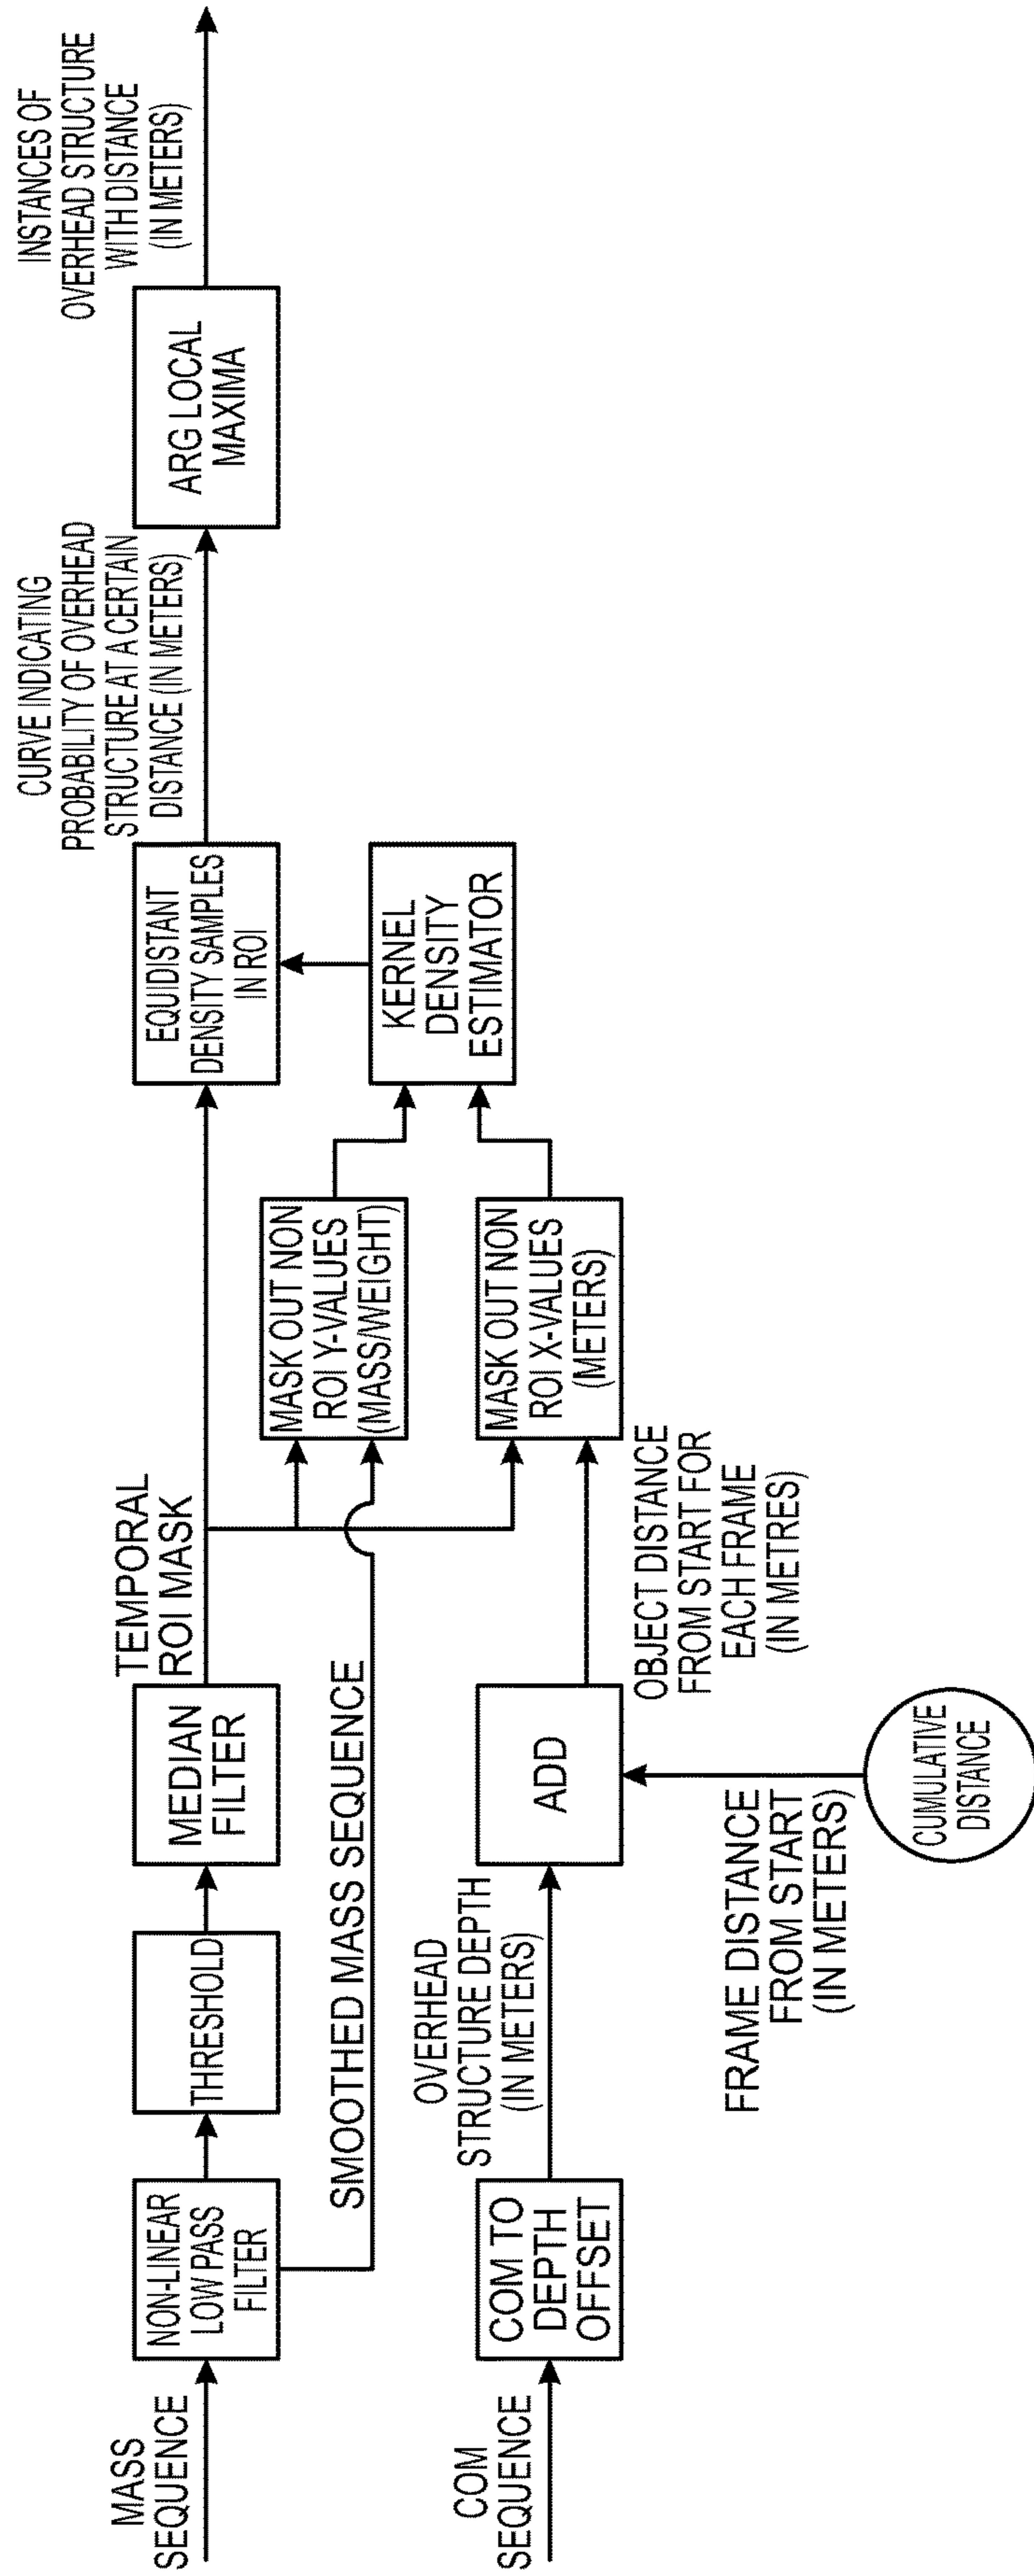 MASS
SEQUENCE
NON-LINEAR
LOW PASS
FILTER
THRESHOLD
MEDIAN
FILTER
TEMPORAL
ROI MASK
SMOOTHED MASS SEQUENCE
COM
SEQUENCE
COM TO
DEPTH
OFFSET
OVERHEAD
STRUCTURE DEPTH
(IN METERS)
ADD
FRAME DISTANCE
FROM START
(IN METERS)
CUMULATIVE
DISTANCE
OBJECT DISTANCE
FROM START FOR
EACH FRAME
(IN METRES)
MASK OUT NON
ROI Y-VALUES
(MASS/WEIGHT)
MASK OUT NON
ROI X-VALUES
(METERS)
KERNEL
DENSITY
ESTIMATOR
EQUIDISTANT
DENSITY SAMPLES
IN ROI
CURVE INDICATING
PROBABILITY OF OVERHEAD
STRUCTURE AT A CERTAIN
DISTANCE (IN METERS)
ARG LOCAL
MAXIMA
INSTANCES OF
OVERHEAD STRUCTURE
WITH DISTANCE
(IN METERS)